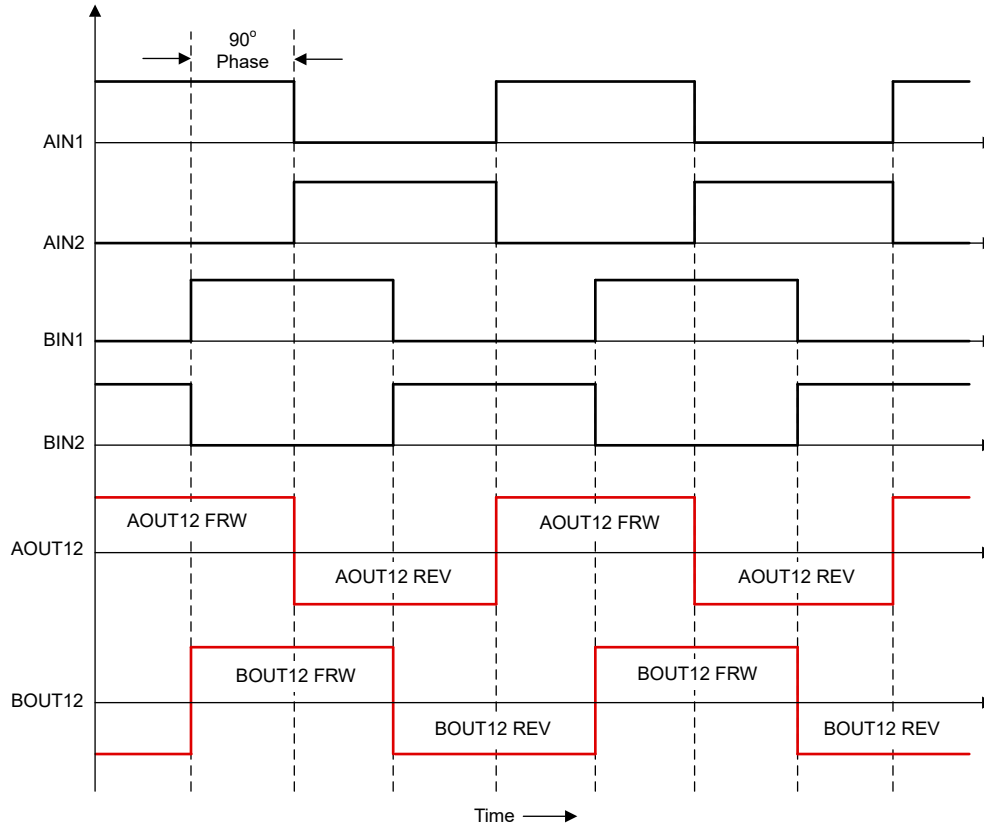 90°
Phase
AIN1
AIN2
BIN1
BIN2
AOUT12 FRW
AOUT12 FRW
AOUT12
AOUT12 REV
AOUT12 REV
BOUT12 FRW
BOUT12 FRW
BOUT12
BOUT12 REV
BOUT12 REV
Time